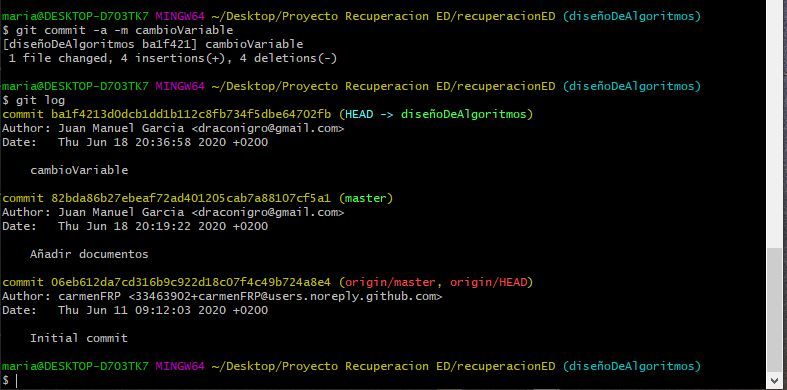 maria@DESKTOP-D703TK7 MINGW64 ~/Desktop/Proyecto Recuperacion ED/recuperacionED (diseñoDeAlgoritmos)
$ git commit -a -m cambioVariable
[diseñoDeAlgoritmos ba1f421] cambioVariable
 1 file changed, 4 insertions(+), 4 deletions(-)

maria@DESKTOP-D703TK7 MINGW64 ~/Desktop/Proyecto Recuperacion ED/recuperacionED (diseñoDeAlgoritmos)
$ git log
commit ba1f4213d0dcb1dd1b112c8fb734f5dbe64702fb (HEAD -> diseñoDeAlgoritmos)
Author: Juan Manuel Garcia <draconigro@gmail.com>
Date:   Thu Jun 18 20:36:58 2020 +0200

    cambioVariable

commit 82bda86b27ebeaf72ad401205cab7a88107cf5a1 (master)
Author: Juan Manuel Garcia <draconigro@gmail.com>
Date:   Thu Jun 18 20:19:22 2020 +0200

    Añadir documentos

commit 06eb612da7cd316b9c922d18c07f4c49b724a8e4 (origin/master, origin/HEAD)
Author: carmenFRP <33463902+carmenFRP@users.noreply.github.com>
Date:   Thu Jun 11 09:12:03 2020 +0200

    Initial commit

maria@DESKTOP-D703TK7 MINGW64 ~/Desktop/Proyecto Recuperacion ED/recuperacionED (diseñoDeAlgoritmos)
$